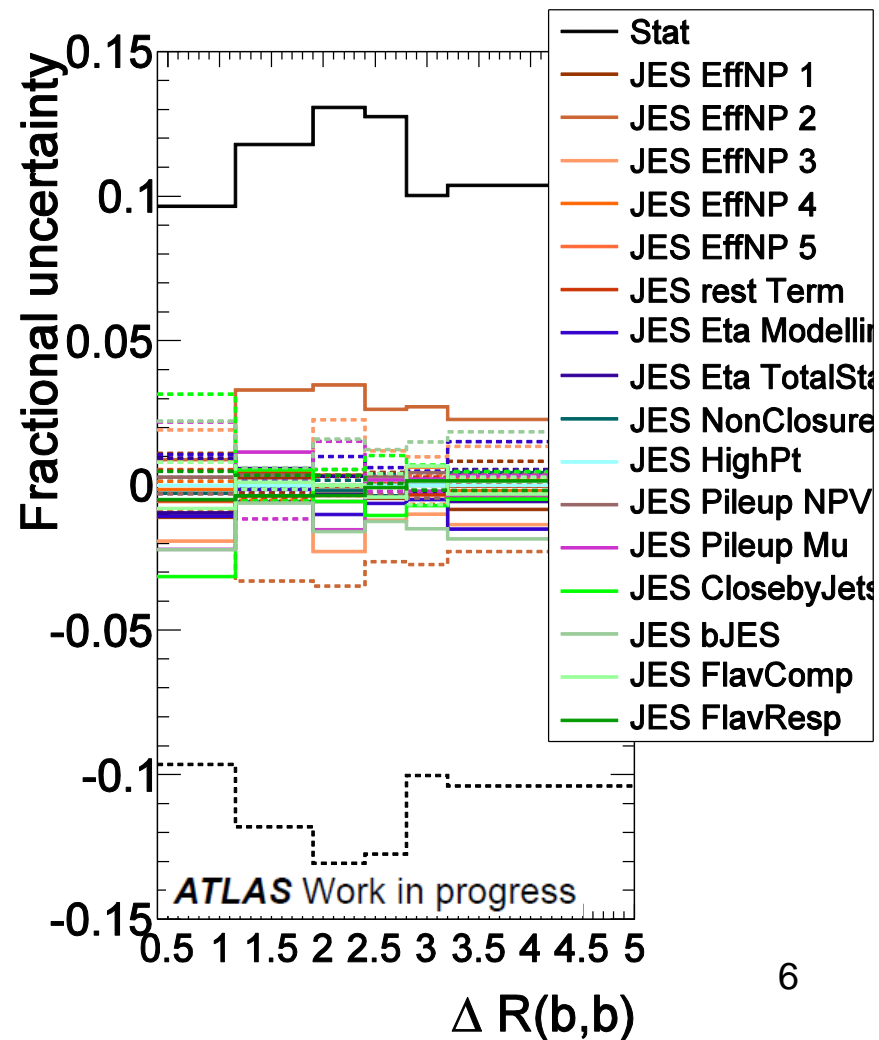 Fractional uncertainty
0.15
0.1
0.05
0
-0.05
-0.1
-0.15
Stat
JES EffNP 1
JES EffNP 2
JES EffNP 3
JES EffNP 4
JES EffNP 5
JES rest Term
JES Eta Modellin
JES Eta TotalSta
JES NonClosure
JES HighPt
JES Pileup NPV
JES Pileup Mu
JES ClosebyJets
JES bJES
JES FlavComp
JES FlavResp
ATLAS Work in progress
0.5 1 1.5 2 2.5 3 3.5 4 4.5 5
Δ R(b,b)
6